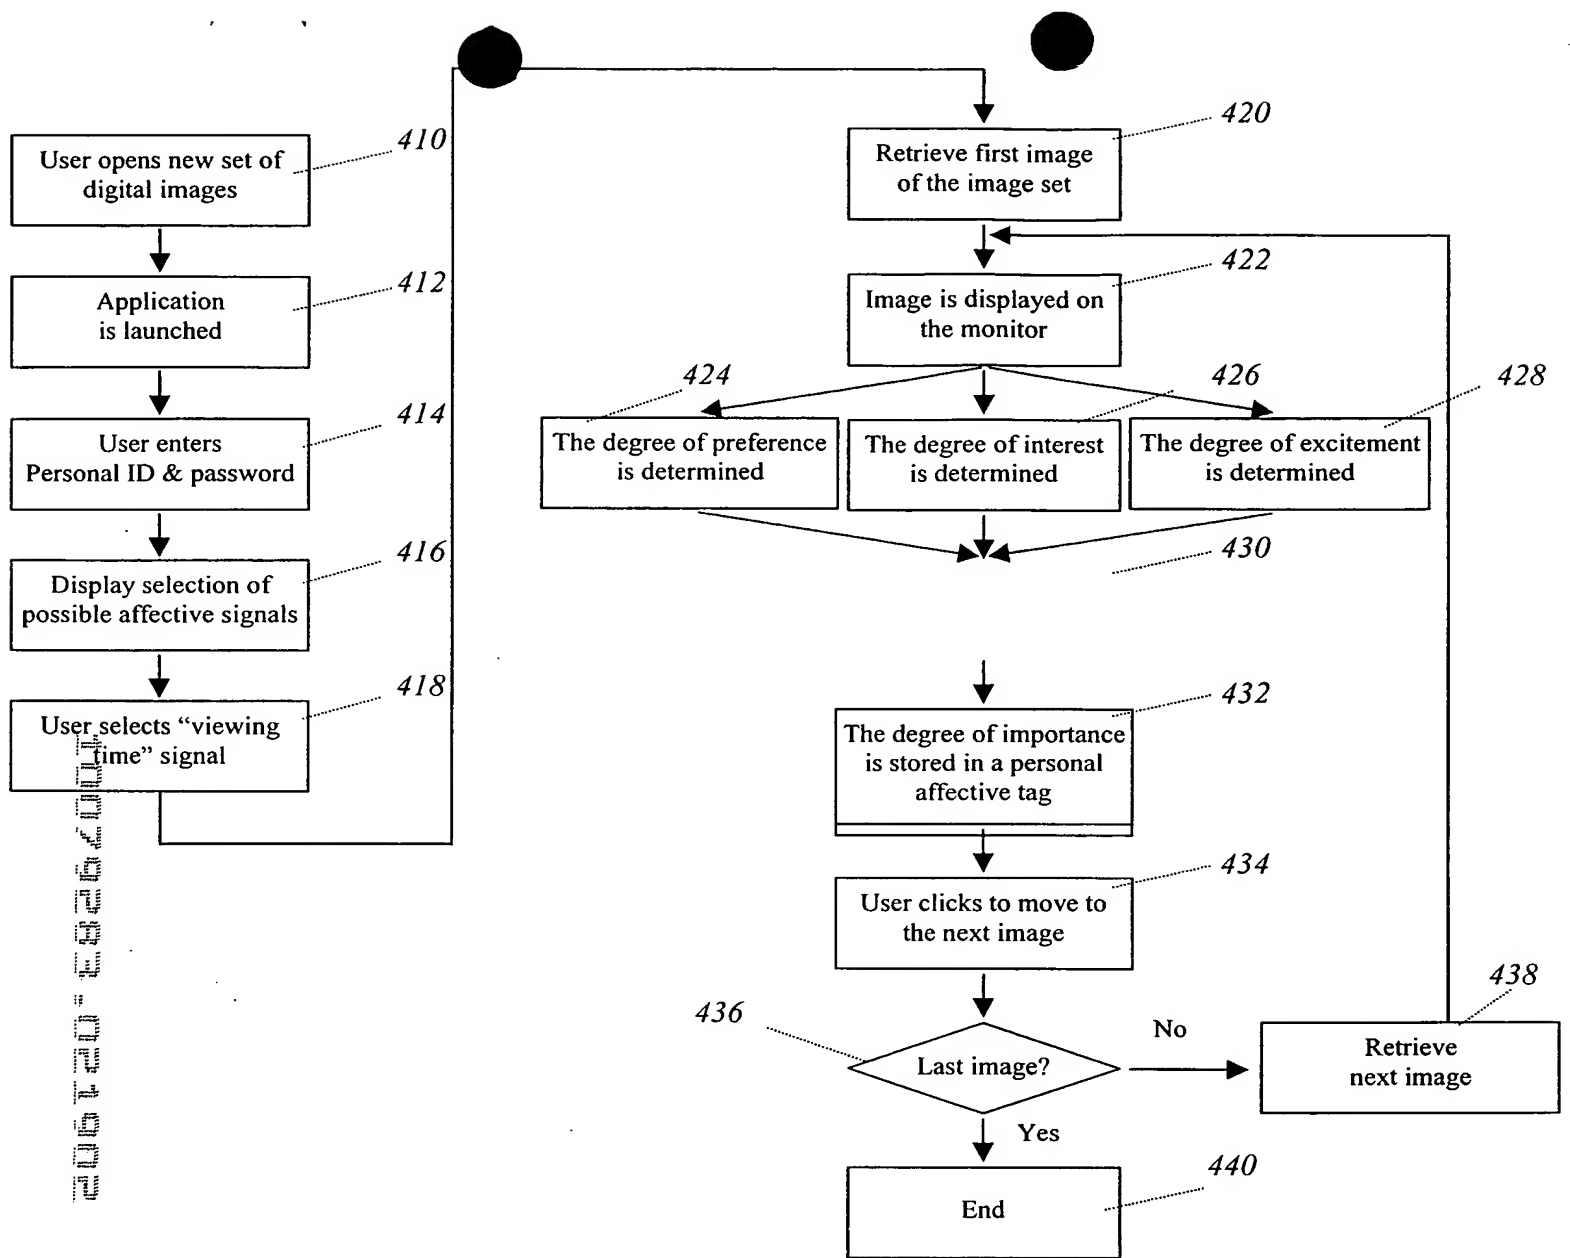 410
User opens new set of
digital images
412
Application
is launched
414
User enters
Personal ID & password
416
Display selection of
possible affective signals
418
User selects “viewing
time” signal
10079283.021902
420
Retrieve first image
of the image set
422
Image is displayed on
the monitor
424
The degree of preference
is determined
426
The degree of interest
is determined
428
The degree of excitement
is determined
430
432
The degree of importance
is stored in a personal
affective tag
434
User clicks to move to
the next image
436
Last image?
No
438
Retrieve
next image
Yes
440
End